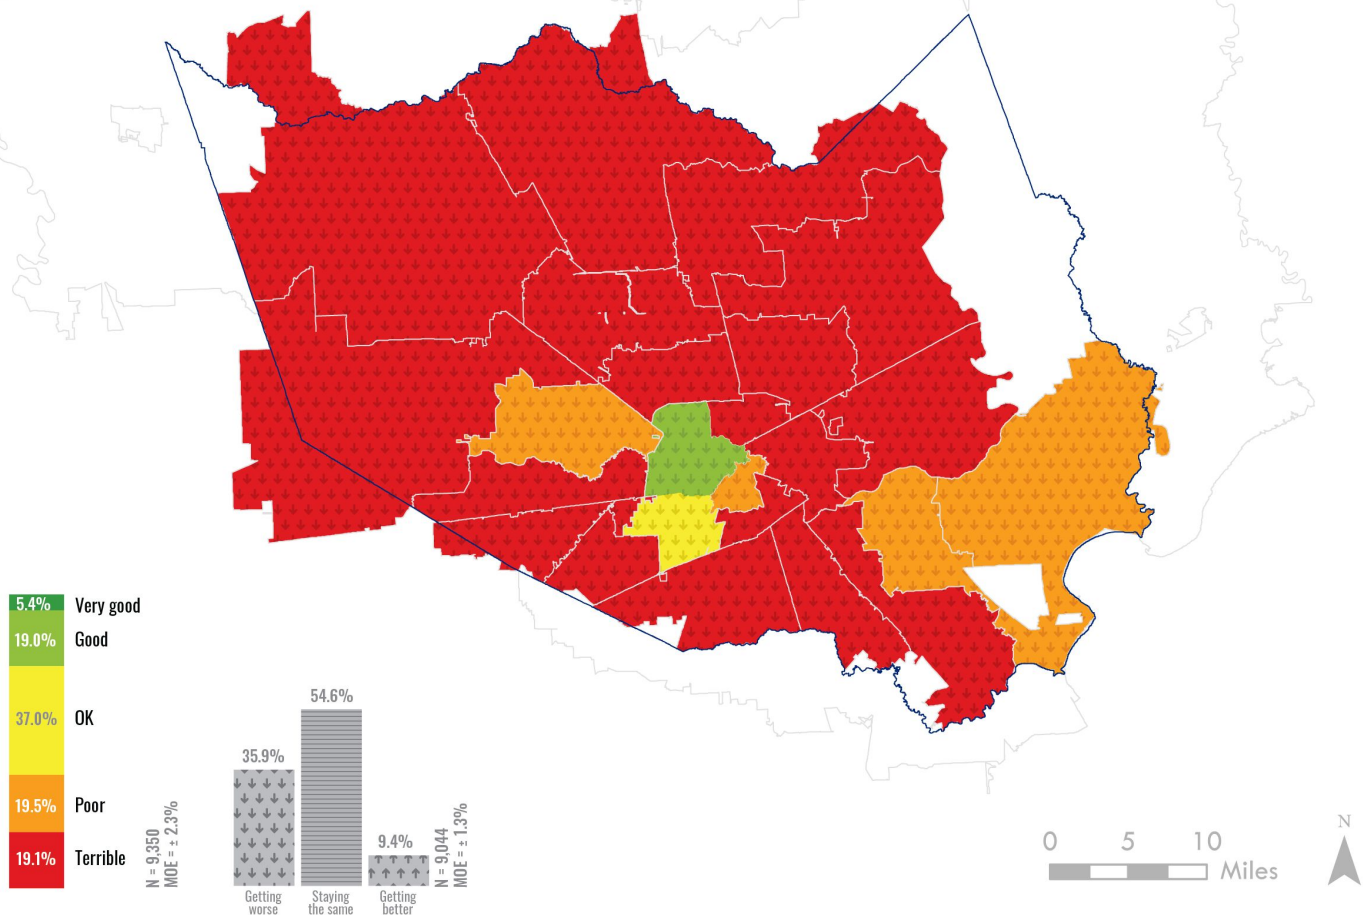 5.4% Very good
19.0% Good
37.0% OK
19.5% Poor
19.1% Terrible
N = 9,350
MOE = ± 2.3%
35.9%
54.6%
9.4%
Getting
worse
Staying
the same
Getting
better
N = 9,044
MOE = ± 1.3%
0 5 10
Miles
N